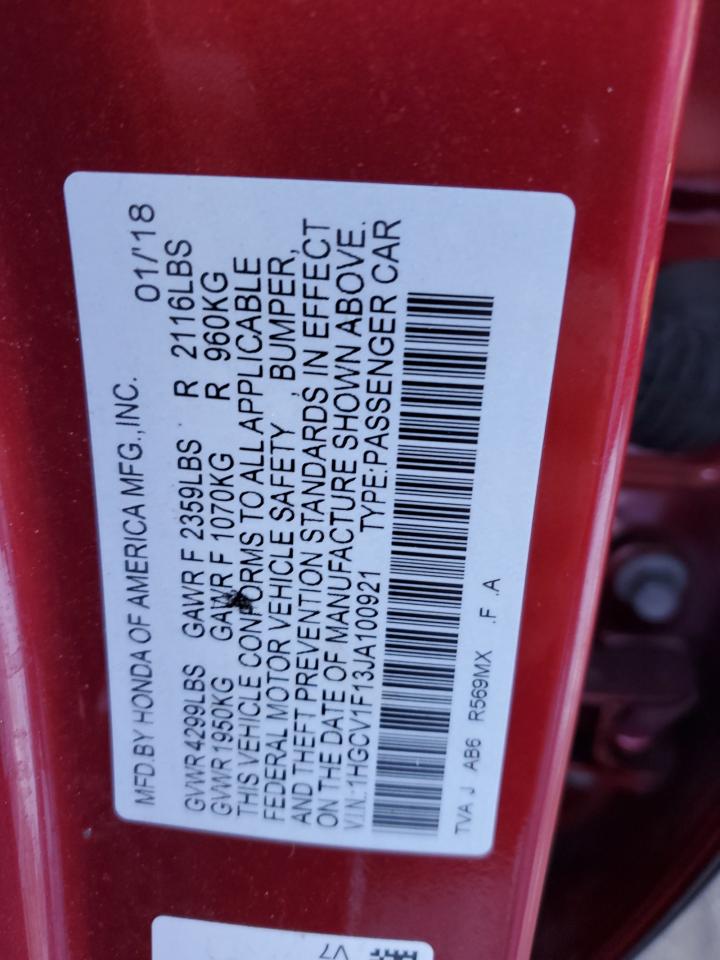 MFD.BY HONDA OF AMERICA MFG.,INC. 01/'18
GVWR4299LBS GAWR F 2359LBS R 2116LBS
GVWR1950KG GAWR F 1070KG R 960KG
THIS VEHICLE CONFORMS TO ALL APPLICABLE
FEDERAL MOTOR VEHICLE SAFETY , BUMPER,
AND THEFT PREVENTION STANDARDS IN EFFECT
ON THE DATE OF MANUFACTURE SHOWN ABOVE.
V.I.N.:1HGCV1F13JA100921 TYPE:PASSENGER CAR
TVA J AB6 R569MX .F .A
V7